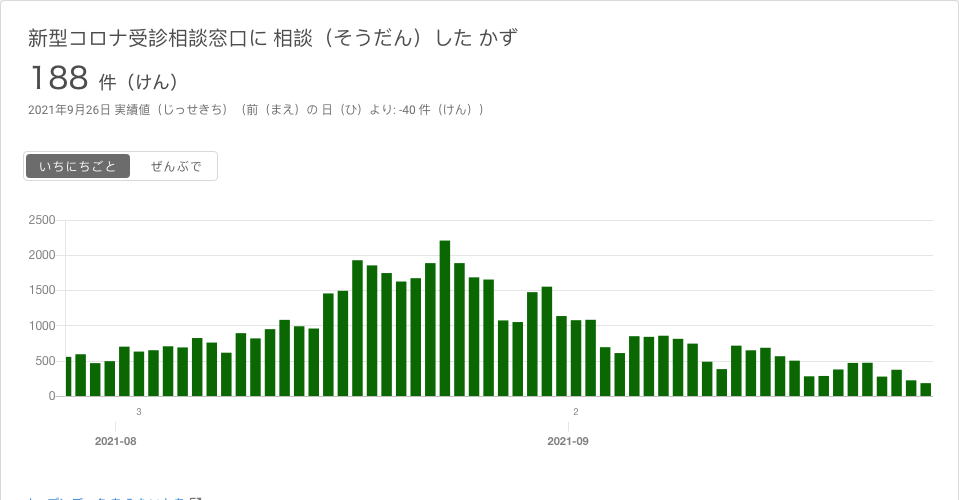 新型コロナ受診相談窓口に 相談（そうだん）した かず
188 件（けん）
2021年9月26日 実績値（じっせきち）（前（まえ）の 日（ひ）より: -40 件（けん））
いちにちごと ぜんぶで
2500
2000
1500
1000
500
0
3 2
2021-08 2021-09